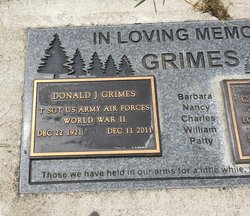 IN LOVING MEMO
GRIMES
DONALD J GRIMES
T SGT US ARMY AIR FORCES
WORLD WAR II
DEC 22 1921 DEC 11 2011
Barbara
Nancy
Charles
William
Patty
Those we have held in our arms for a little while,